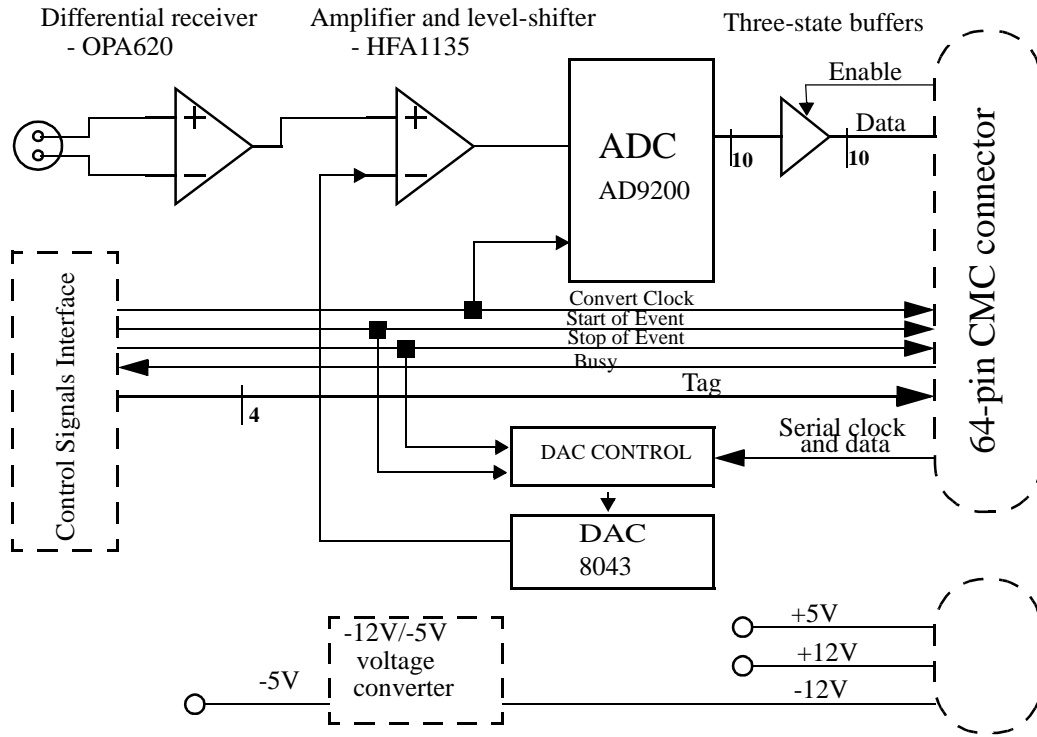 Differential receiver
- OPA620
Amplifier and level-shifter
- HFA1135
Three-state buffers
Enable
Data
+
−
+
−
ADC
AD9200
10
10
64-pin CMC connector
Control Signals Interface
Convert Clock
Start of Event
Stop of Event
Busy
Tag
4
Serial clock
and data
DAC CONTROL
DAC
8043
-12V/-5V
voltage
converter
-5V
+5V
+12V
-12V